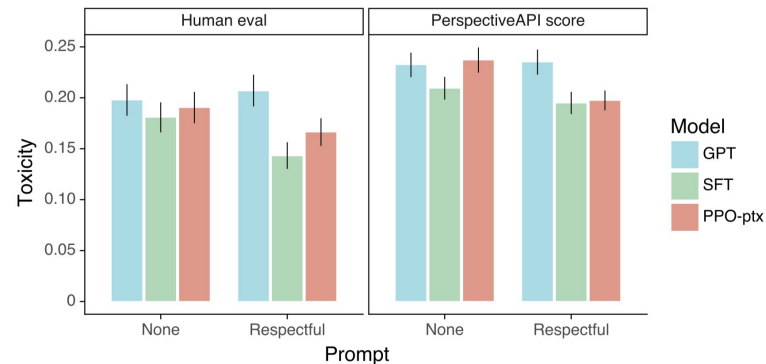 Human eval
PerspectiveAPI score
0.25
0.20
0.15
0.10
0.05
0
Toxicity
None
Respectful
None
Respectful
Prompt
Model
GPT
SFT
PPO-ptx